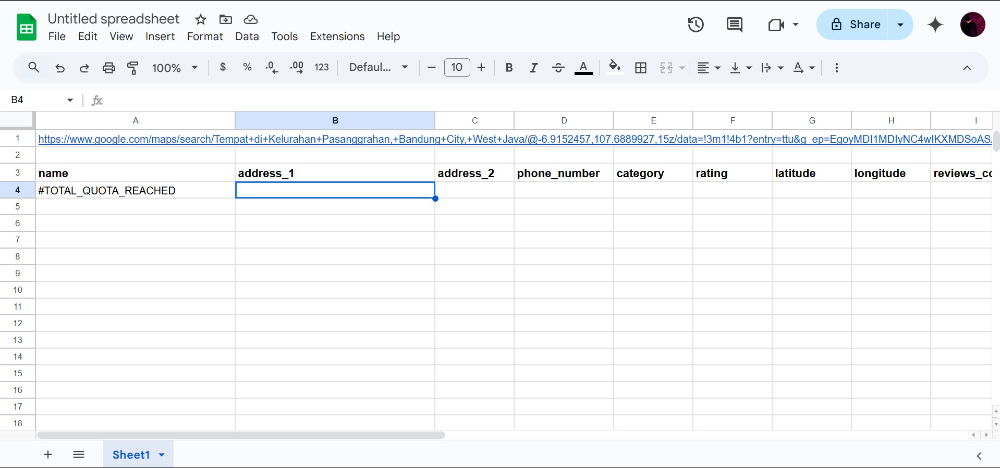 Untitled spreadsheet
File Edit View Insert Format Data Tools Extensions Help
Share
100% $ % .0 .00 123 Defaul... 10 B I S A A
B4 fx
A B C D E F G H I
1 https://www.google.com/maps/search/Tempat+di+Kelurahan+Pasanggrahan,+Bandung+City,+West+Java/@-6.9152457,107.6889927,15z/data=!3m1!4b1?entry=ttu&g_ep=EgoyMDI1MDIyNC4wIKXMDSoAS
2
3 name address_1 address_2 phone_number category rating latitude longitude reviews_co
4 #TOTAL_QUOTA_REACHED
5
6
7
8
9
10
11
12
13
14
15
16
17
18
Sheet1